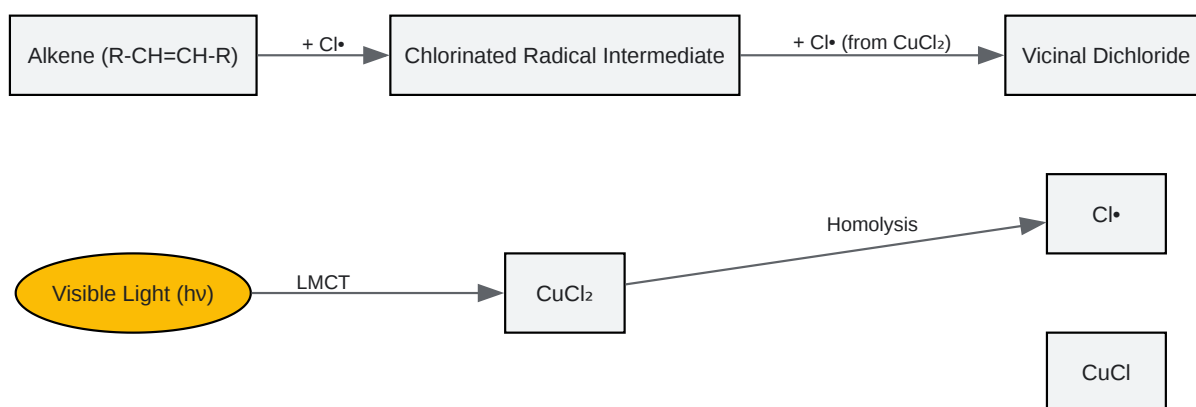 Alkene (R-CH=CH-R)
+ Cl•
Chlorinated Radical Intermediate
+ Cl• (from CuCl₂)
Vicinal Dichloride
Visible Light (hν)
LMCT
CuCl₂
Homolysis
Cl•
CuCl